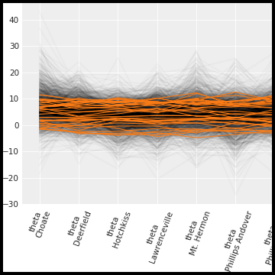 40
30
20
10
0
−10
−20
−30
theta
Choate
theta
Deerfield
theta
Hotchkiss
theta
Lawrenceville
theta
Mt. Hermon
theta
Phillips Andover
theta